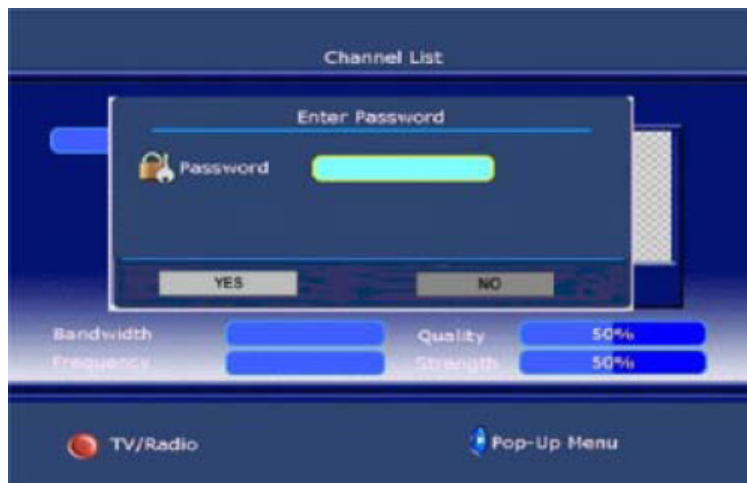 Channel List
Enter Password
Password
YES NO
Bandwidth Quality 50%
Frequency Strength 50%
TV/Radio Pop-Up Menu